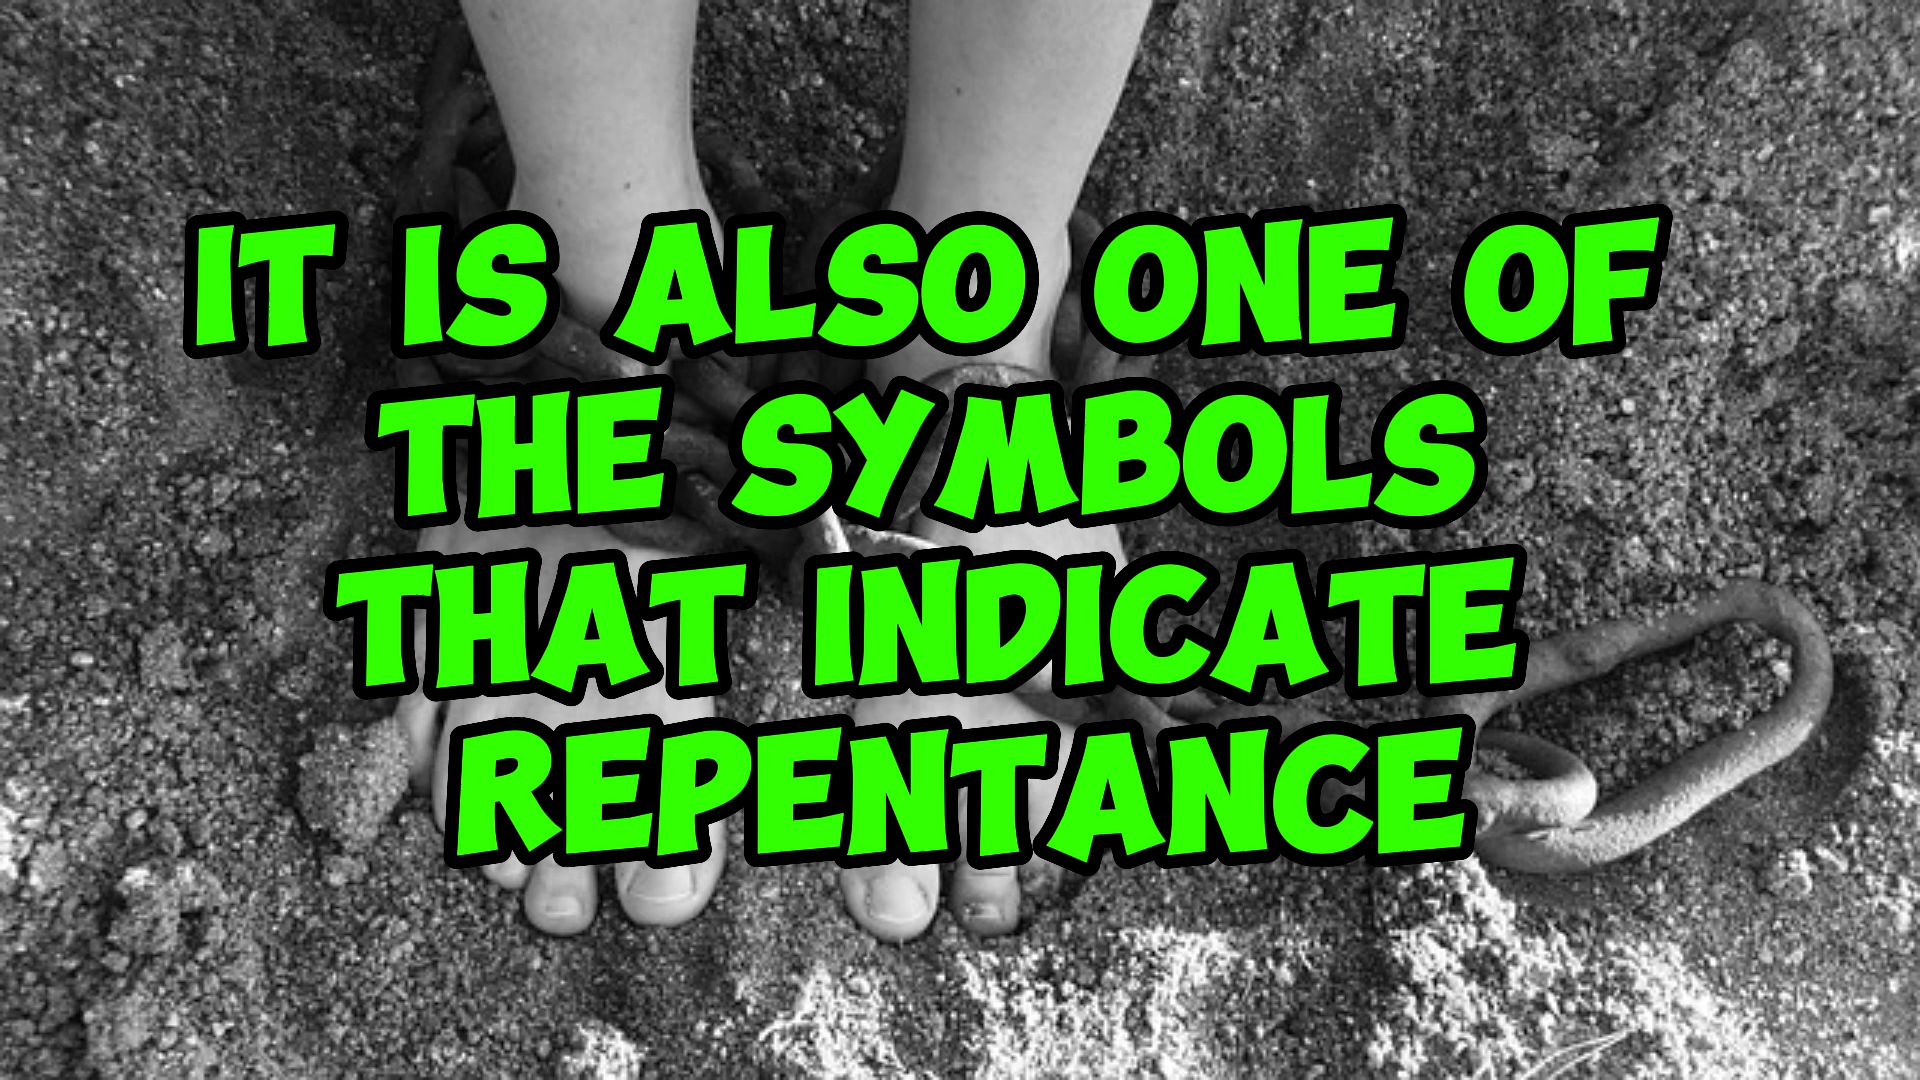 IT IS ALSO ONE OF
THE SYMBOLS
THAT INDICATE
REPENTANCE